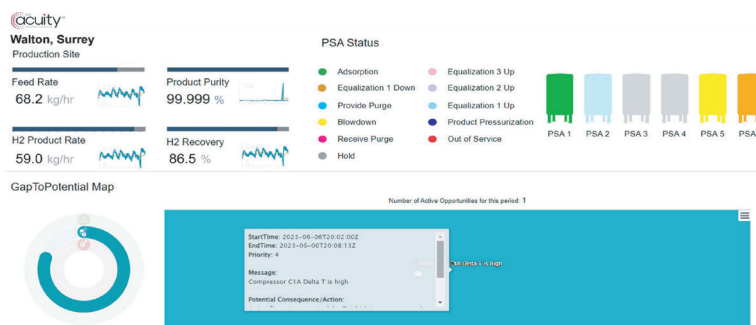 acuity
Walton, Surrey
Production Site
Feed Rate
68.2 kg/hr
Product Purity
99.999 %
H2 Product Rate
59.0 kg/hr
H2 Recovery
86.5 %
PSA Status
Adsorption
Equalization 1 Down
Provide Purge
Blowdown
Receive Purge
Hold
Equalization 3 Up
Equalization 2 Up
Equalization 1 Up
Product Pressurization
Out of Service
PSA 1
PSA 2
PSA 3
PSA 4
PSA 5
PSA
GapToPotential Map
Number of Active Opportunities for this period: 1
StartTime: 2023-06-06T20:02:00Z
EndTime: 2023-06-06T20:08:13Z
Priority: 4
Message:
Compressor C1A Delta T is high
Potential Consequence/Action:
C1A Delta T is high